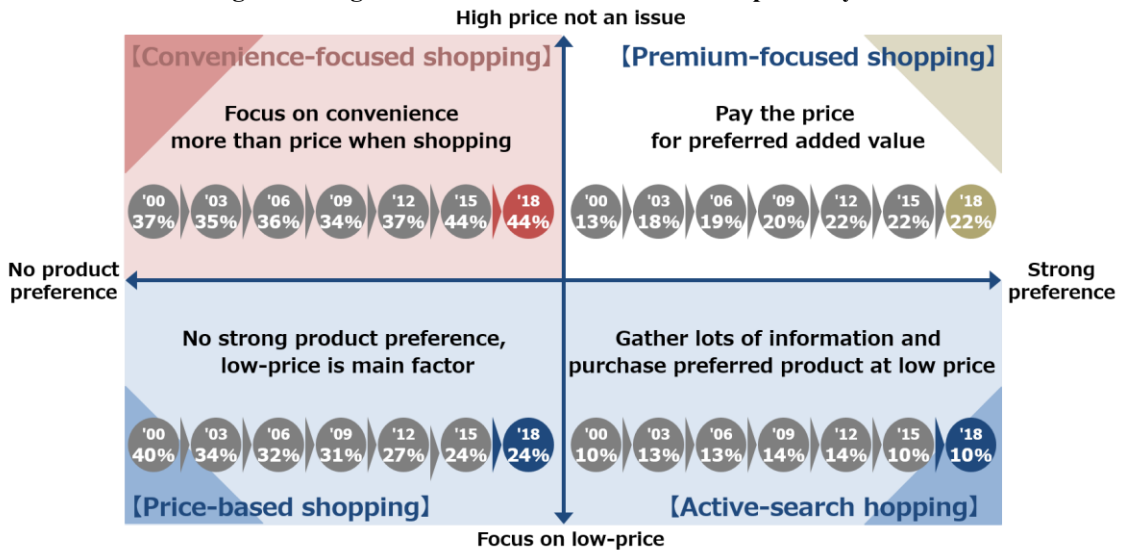 High price not an issue
【Convenience-focused shopping】
Focus on convenience
more than price when shopping
'00 '03 '06 '09 '12 '15 '18
37% 35% 36% 34% 37% 44% 44%
【Premium-focused shopping】
Pay the price
for preferred added value
'00 '03 '06 '09 '12 '15 '18
13% 18% 19% 20% 22% 22% 22%
No product
preference
Strong
preference
No strong product preference,
low-price is main factor
'00 '03 '06 '09 '12 '15 '18
40% 34% 32% 31% 27% 24% 24%
【Price-based shopping】
Gather lots of information and
purchase preferred product at low price
'00 '03 '06 '09 '12 '15 '18
10% 13% 13% 14% 14% 10% 10%
【Active-search hopping】
Focus on low-price